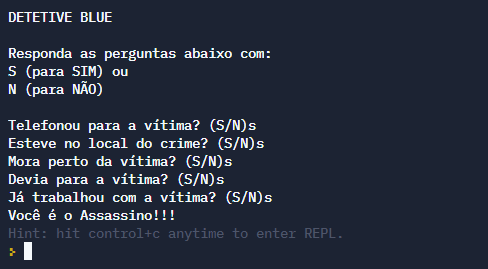 DETETIVE BLUE
Responda as perguntas abaixo com:
S (para SIM) ou
N (para NÃO)
Telefonou para a vítima? (S/N)s
Esteve no local do crime? (S/N)s
Mora perto da vítima? (S/N)s
Devia para a vítima? (S/N)s
Já trabalhou com a vítima? (S/N)s
Você é o Assassino!!!
Hint: hit control+c anytime to enter REPL.
>